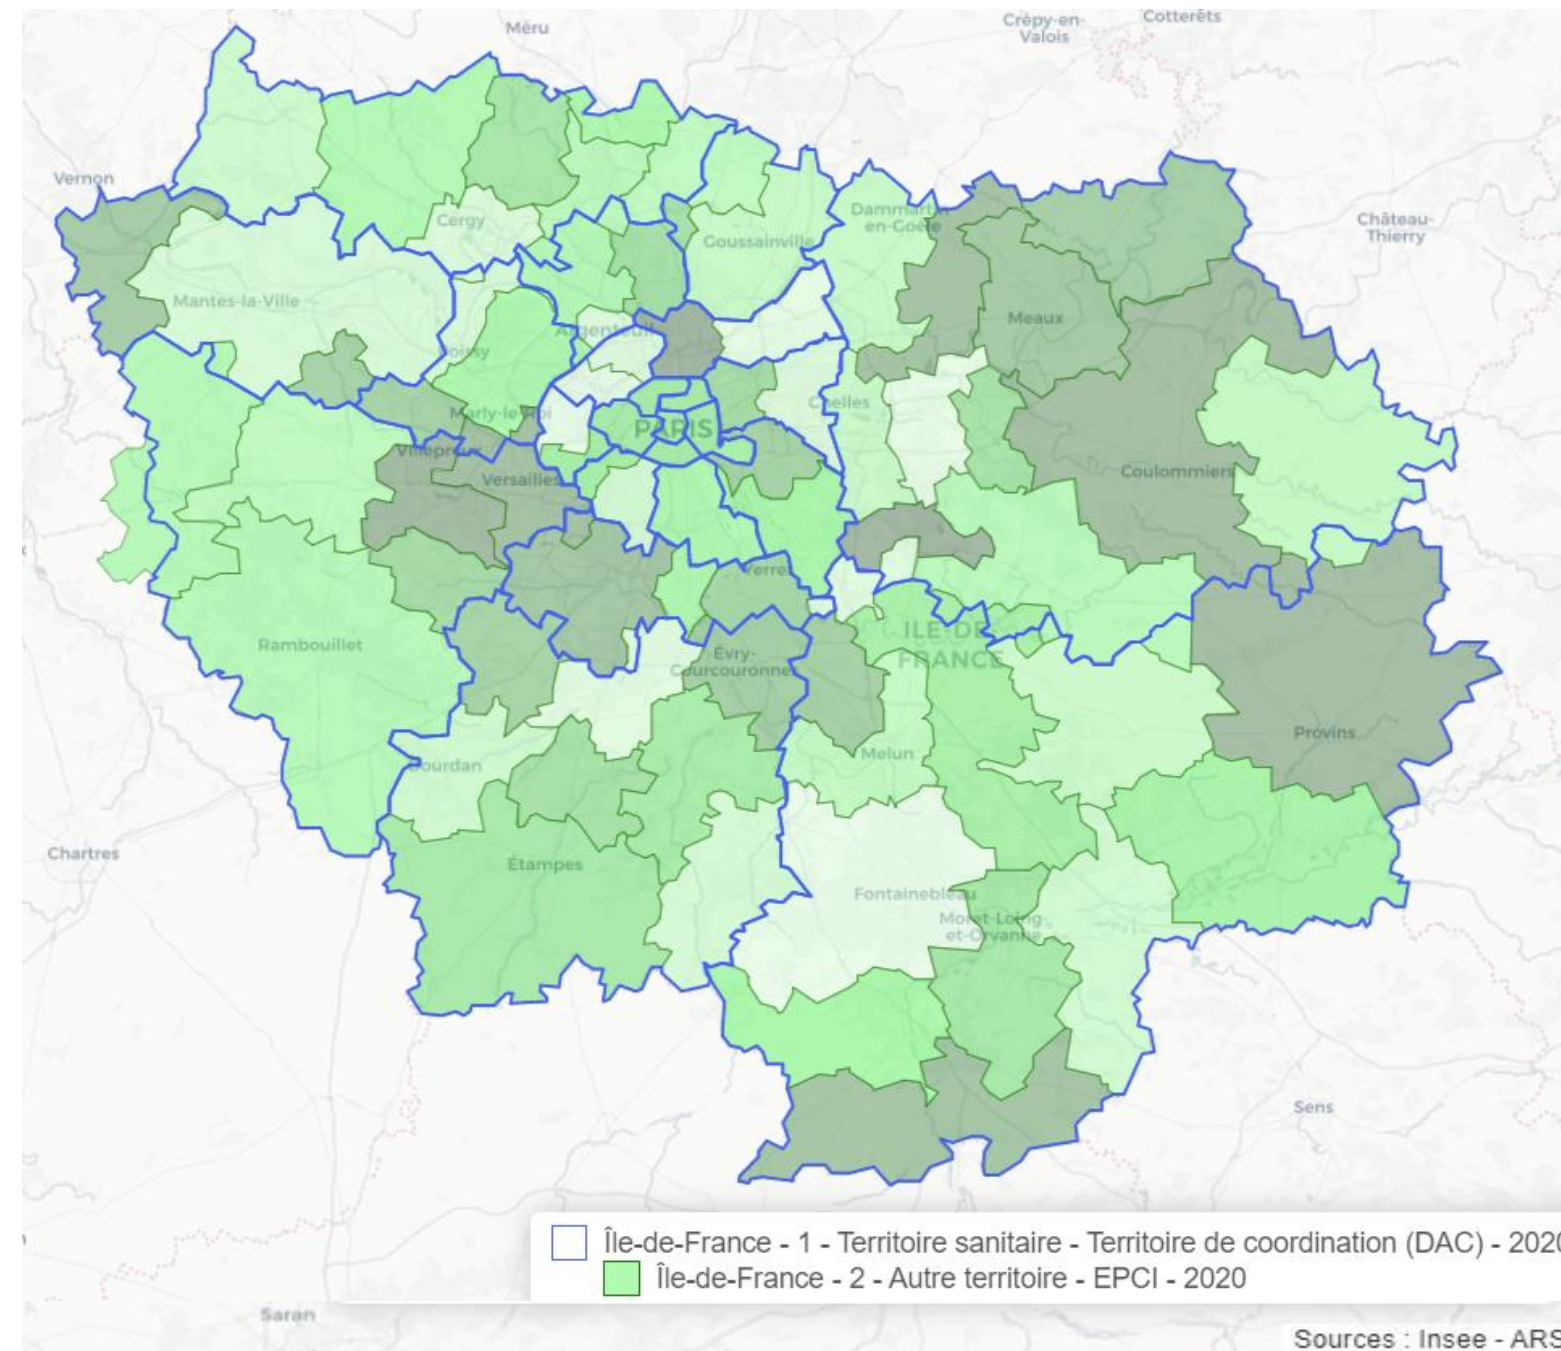 Méru
Crépy-en-
Valois
Cotterêts
Vernon
Château-
Thierry
Dammartin-
en-Goële
Cergy
Goussainville
Mantes-la-Ville
Argenteuil
Meaux
Poissy
Chelles
Marly-le-Roi
PARIS
Villepreux
Versailles
Coulommiers
Yerres
ILE-DE-
FRANCE
Rambouillet
Évry-
Courcouronnes
Provins
Melun
Dourdan
Chartres
Étampes
Fontainebleau
Moret-Loing-
et-Orvanne
Sens
Île-de-France - 1 - Territoire sanitaire - Territoire de coordination (DAC) - 2020
Île-de-France - 2 - Autre territoire - EPCI - 2020
Saran
Sources : Insee - ARS